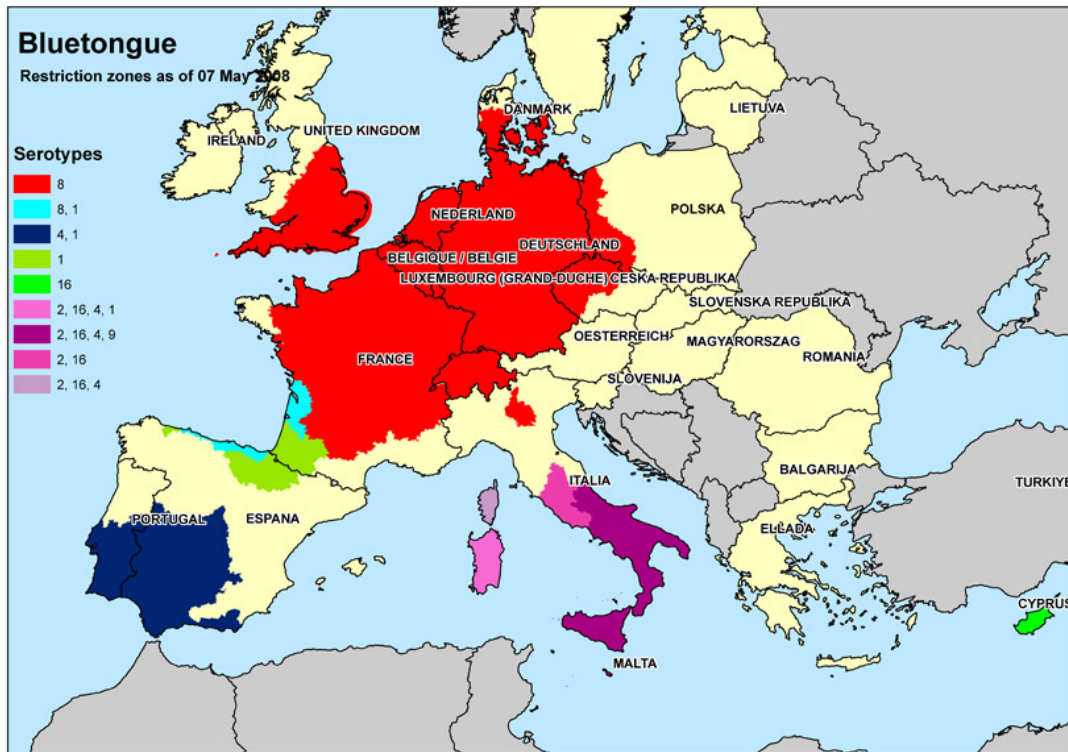 Bluetongue
Restriction zones as of 07 May 2008
Serotypes
8
8, 1
4, 1
1
16
2, 16, 4, 1
2, 16, 4, 9
2, 16
2, 16, 4
DANMARK
LIETUVA
UNITED KINGDOM
IRELAND
NEDERLAND
POLSKA
DEUTSCHLAND
BELGIQUE / BELGIE
LUXEMBOURG (GRAND-DUCHE)
CESKA REPUBLIKA
SLOVENSKA REPUBLIKA
OESTERREICH
MAGYARORSZAG
FRANCE
ROMANIA
SLOVENIJA
BALGARIJA
ITALIA
TURKIYE
PORTUGAL
ESPANA
ELLADA
CYPRUS
MALTA